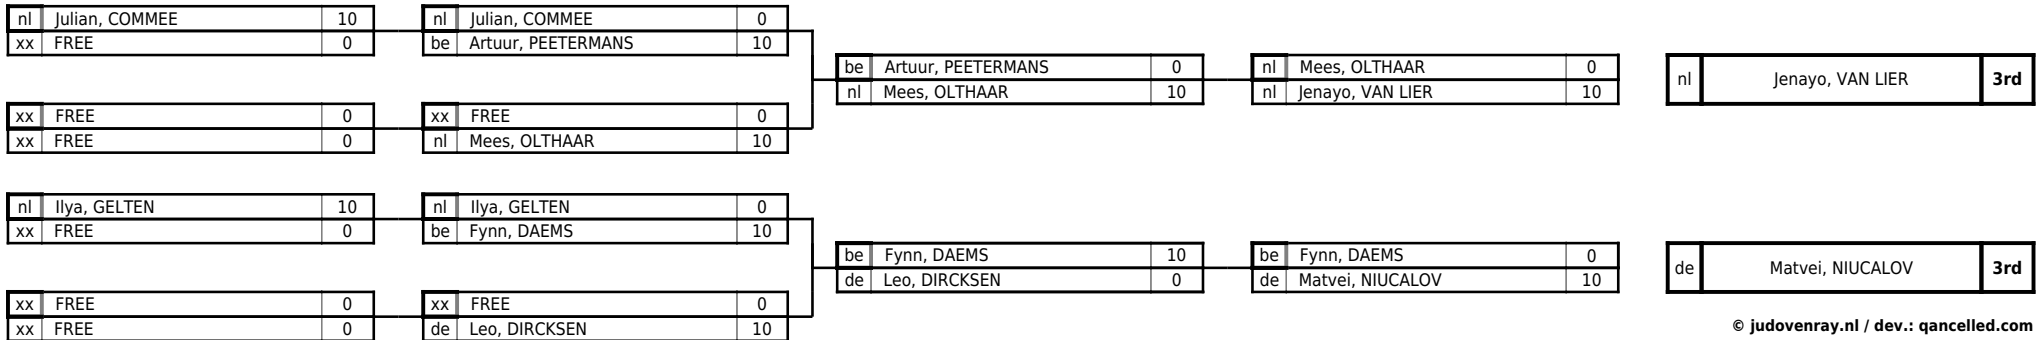 nl Julian, COMMEE 10 nl Julian, COMMEE 0
xx FREE 0 be Artuur, PEETERMANS 10
be Artuur, PEETERMANS 0 nl Mees, OLTHAAR 0
nl Jenayo, VAN LIER 3rd
nl Mees, OLTHAAR 10 nl Jenayo, VAN LIER 10
xx FREE 0 xx FREE 0
xx FREE 0 nl Mees, OLTHAAR 10
nl Ilya, GELTEN 10 nl Ilya, GELTEN 0
xx FREE 0 be Fynn, DAEMS 10
be Fynn, DAEMS 10 be Fynn, DAEMS 0
de Matvei, NIUCALOV 3rd
de Leo, DIRCKSEN 0 de Matvei, NIUCALOV 10
xx FREE 0 xx FREE 0
xx FREE 0 de Leo, DIRCKSEN 10
© judovenray.nl / dev.: qancelled.com